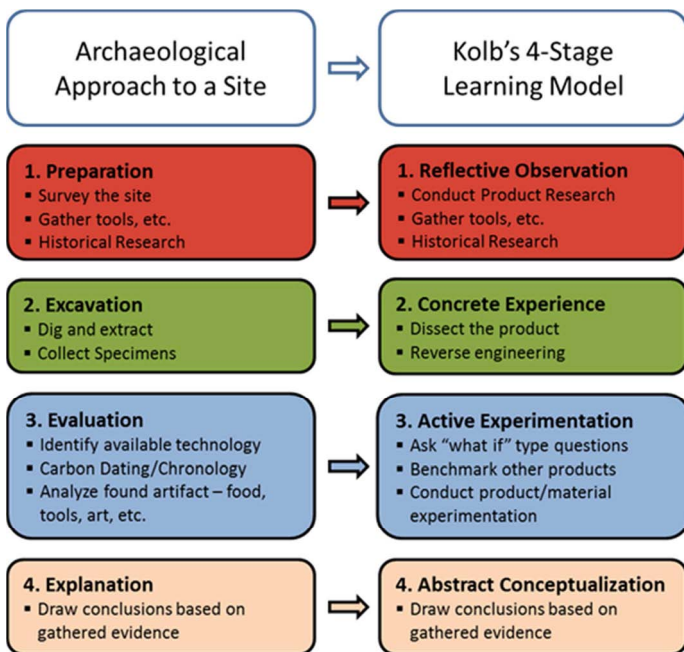 Archaeological
Approach to a Site
Kolb's 4-Stage
Learning Model
1. Preparation
▪ Survey the site
▪ Gather tools, etc.
▪ Historical Research
1. Reflective Observation
▪ Conduct Product Research
▪ Gather tools, etc.
▪ Historical Research
2. Excavation
▪ Dig and extract
▪ Collect Specimens
2. Concrete Experience
▪ Dissect the product
▪ Reverse engineering
3. Evaluation
▪ Identify available technology
▪ Carbon Dating/Chronology
▪ Analyze found artifact – food,
tools, art, etc.
3. Active Experimentation
▪ Ask “what if” type questions
▪ Benchmark other products
▪ Conduct product/material
experimentation
4. Explanation
▪ Draw conclusions based on
gathered evidence
4. Abstract Conceptualization
▪ Draw conclusions based on
gathered evidence